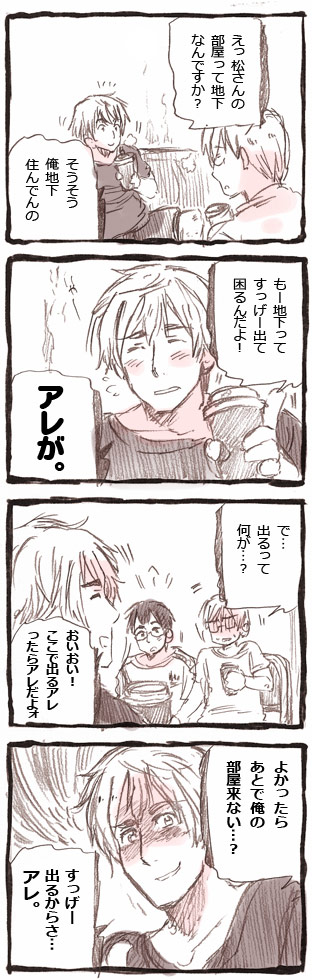 えっ松さんの
部屋って地下
なんですか？
そうそう
俺地下
住んでんの
もー地下って
すっげー出て
困るんだよ！
アレが。
で…
出るって
何が…？
おいおい！
ここで出るアレ
ったらアレだよォ
よかったら
あとで俺の
部屋来ない…？
すっげー
出るからさ…
アレ。